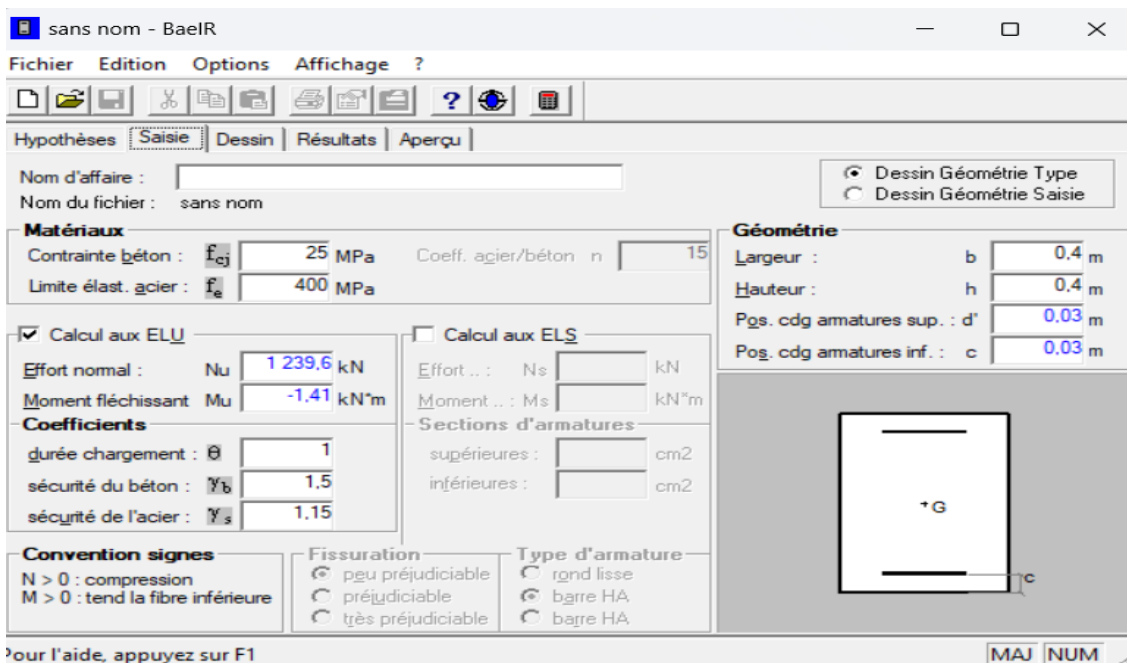 sans nom - BaelR
Fichier Edition Options Affichage ?
Hypothèses Saisie Dessin Résultats Aperçu
Nom d'affaire :
Nom du fichier : sans nom
Dessin Géométrie Type
Dessin Géométrie Saisie
Matériaux
Contrainte béton : fcj 25 MPa Coeff. acier/béton n 15
Limite élast. acier : fe 400 MPa
Géométrie
Largeur : b 0,4 m
Hauteur : h 0,4 m
Pos. cdg armatures sup. : d' 0,03 m
Pos. cdg armatures inf. : c 0,03 m
Calcul aux ELU
Effort normal : Nu 1 239,6 kN
Moment fléchissant Mu -1,41 kN*m
Calcul aux ELS
Effort .. : Ns kN
Moment .. : Ms kN*m
Coefficients
durée chargement : θ 1
sécurité du béton : γb 1,5
sécurité de l'acier : γs 1,15
Sections d'armatures
supérieures : cm2
inférieures : cm2
Convention signes
N > 0 : compression
M > 0 : tend la fibre inférieure
Fissuration
peu préjudiciable
préjudiciable
très préjudiciable
Type d'armature
rond lisse
barre HA
barre HA
G
c
Pour l'aide, appuyez sur F1 MAJ NUM